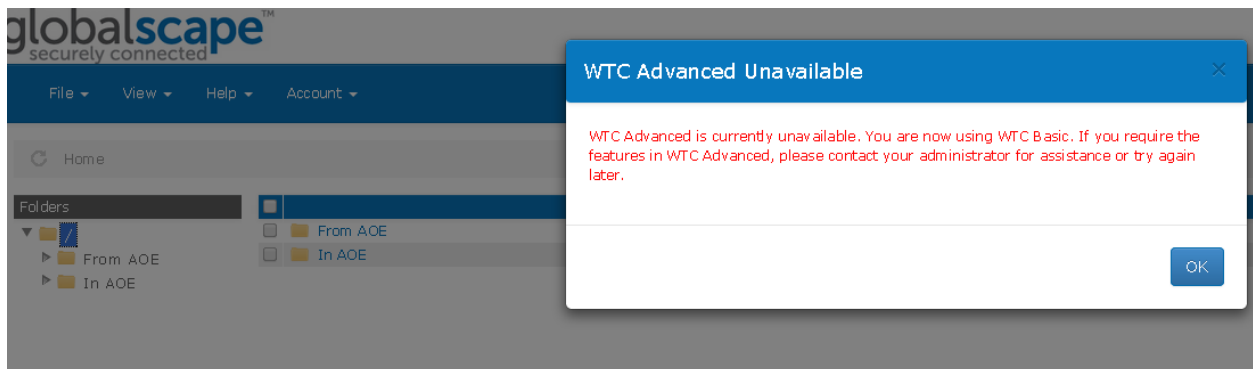 globalscape™
securely connected
File View Help Account
Home
Folders
/
From AOE
In AOE
From AOE
In AOE
WTC Advanced Unavailable
WTC Advanced is currently unavailable. You are now using WTC Basic. If you require the
features in WTC Advanced, please contact your administrator for assistance or try again
later.
OK